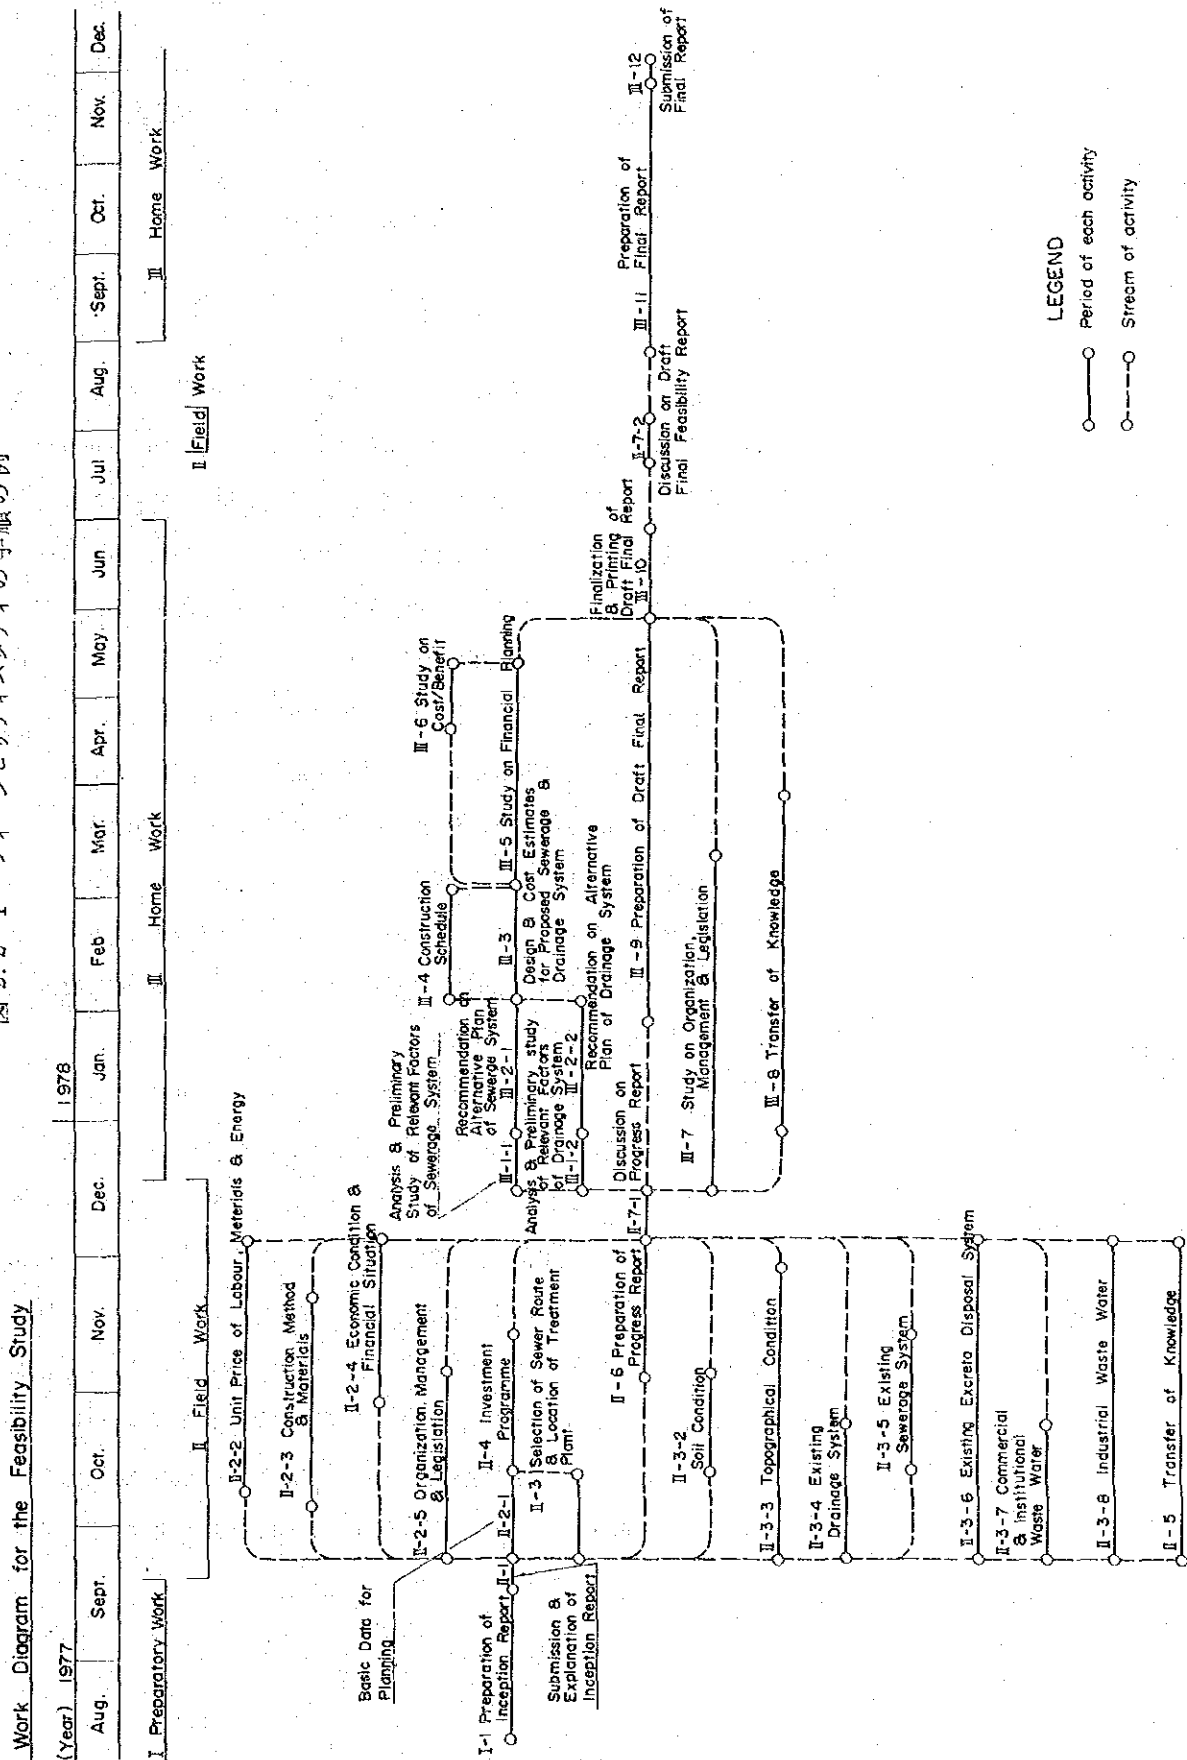 Work Diagram for the Feasibility Study
(Year) 1977
1978
Aug.
Sept.
Oct.
Nov.
Dec.
Jan.
Feb
Mar.
Apr.
May.
Jun
Jul
Aug.
Sept.
Oct.
Nov.
Dec.
I Preparatory Work
II Field Work
III Home Work
II Field Work
III Home Work
II-2-2 Unit Price of Labour, Meterials & Energy
II-2-3 Construction Method
& Materials
II-2-4 Economic Condition &
Financial Situation
Basic Data for
Planning
II-2-5 Organization, Management
& Legislation
I-1 Preparation of
Inception Report
II-1
II-2-1
II-4 Investment
Programme
Submission &
Explanation of
Inception Report
II-3
Selection of Sewer Route
& Location of Treatment
Plant
II-6 Preparation of
Progress Report
II-3-2
Soil Condition
II-3-3 Topographical Condition
II-3-4 Existing
Drainage System
II-3-5 Existing
Sewerage System
II-3-6 Existing Excreta Disposal System
II-3-7 Commercial
& Institutional
Waste Water
II-3-8 Industrial Waste Water
II-5 Transfer of Knowledge
Analysis & Preliminary
Study of Relevant Factors
of Sewerage System
III-4 Construction
Schedule
III-6 Study on
Cost/Benefit
Recommendation on
Alternative Plan
of Sewerge System
III-1-1
III-2-1
III-3
III-5 Study on Financial Planning
Analysis & Preliminary study
of Relevant Factors
of Drainage System
Design & Cost Estimates
for Proposed Sewerage &
Drainage System
III-1-2
III-2-2
Recommendation on Alternative
Plan of Drainage System
Discussion on
Progress Report
II-7-1
III-9 Preparation of Draft Final Report
Finalization
& Printing of
Draft Final Report
III-10
II-7-2
Discussion on Draft
Final Feasibility Report
III-11
Preparation of
Final Report
III-12
Submission of
Final Report
III-7 Study on Organization,
Management & Legislation
III-8 Transfer of Knowledge
LEGEND
Period of each activity
Stream of activity